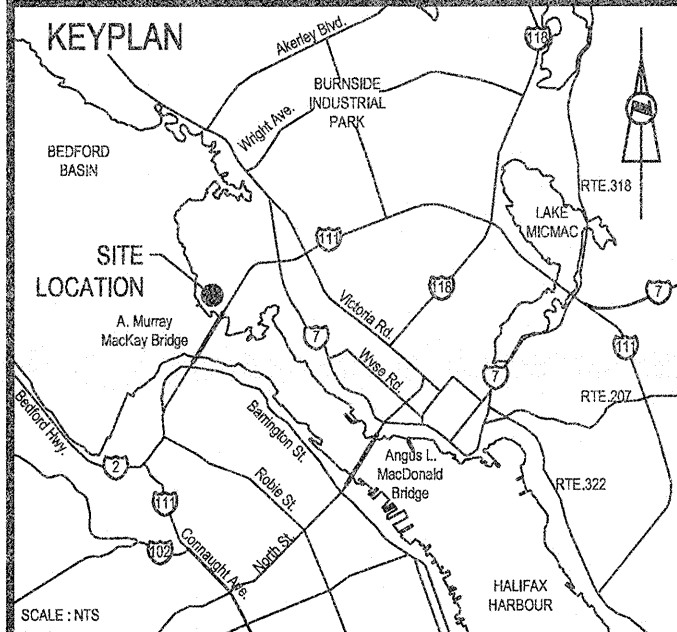 KEYPLAN
Akerley Blvd.
118
BURNSIDE
INDUSTRIAL
PARK
Wright Ave.
BEDFORD
BASIN
RTE.318
LAKE
MICMAC
111
SITE
LOCATION
118
7
A. Murray
MacKay Bridge
Victoria Rd.
7
Wyse Rd.
111
7
RTE.207
Bedford Hwy.
Barrington St.
Angus L.
MacDonald
Bridge
2
Robie St.
RTE.322
111
North St.
102
Connaught Ave.
HALIFAX
HARBOUR
SCALE : NTS